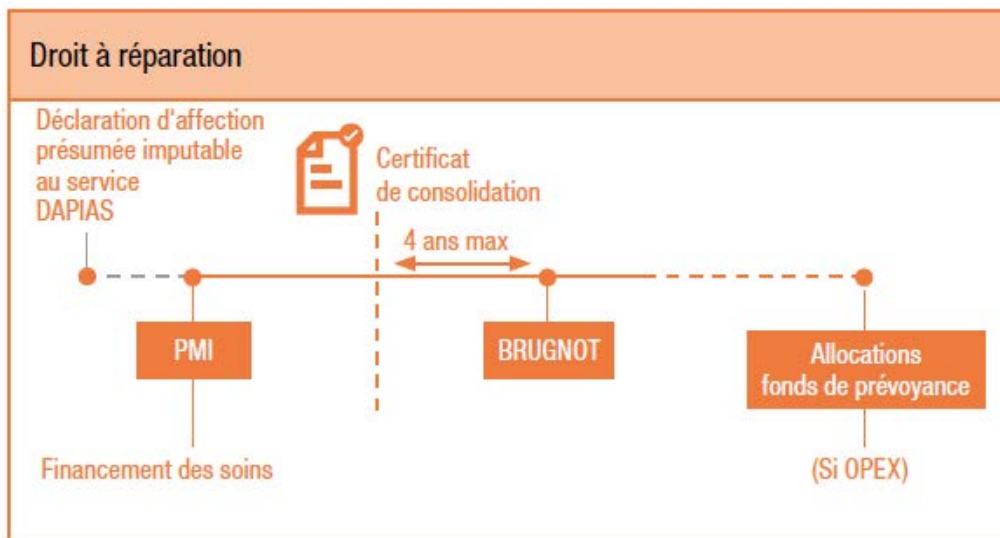 Droit à réparation
Déclaration d'affection
présumée imputable
au service
DAPIAS
Certificat
de consolidation
4 ans max
PMI
BRUGNOT
Allocations
fonds de prévoyance
Financement des soins
(Si OPEX)